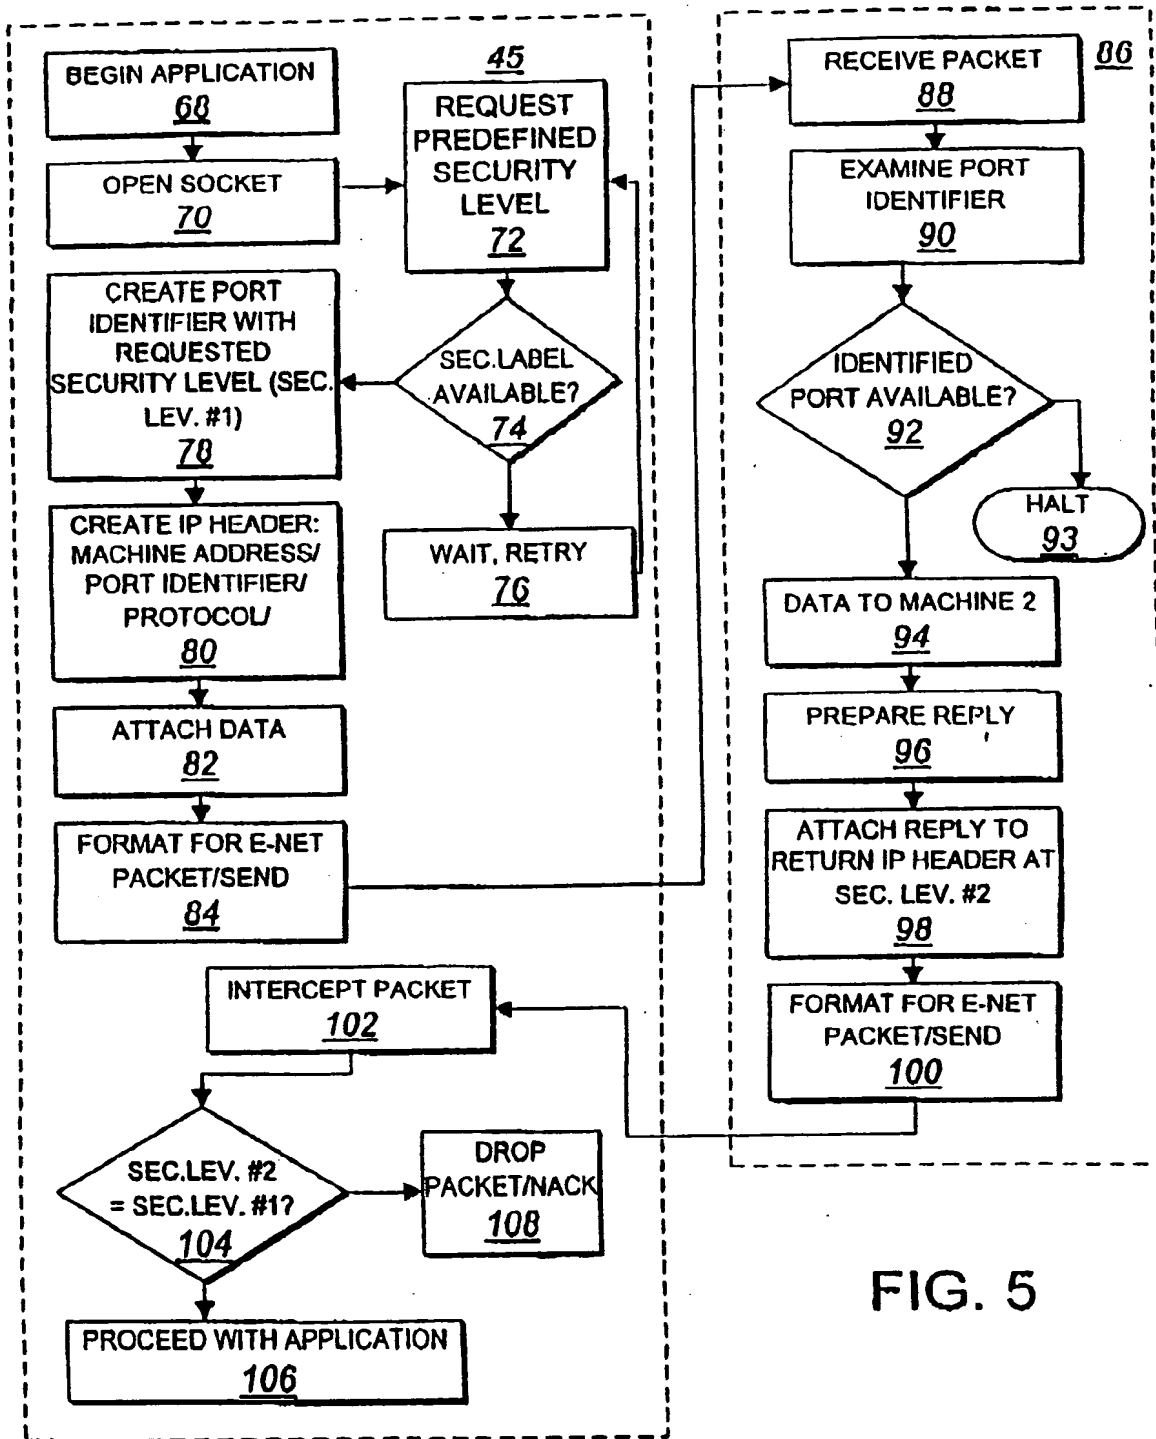 BEGIN APPLICATION
68
OPEN SOCKET
70
45
REQUEST
PREDEFINED
SECURITY
LEVEL
72
SEC.LABEL
AVAILABLE?
74
WAIT, RETRY
76
CREATE PORT
IDENTIFIER WITH
REQUESTED
SECURITY LEVEL (SEC.
LEV. #1)
78
CREATE IP HEADER:
MACHINE ADDRESS/
PORT IDENTIFIER/
PROTOCOL/
80
ATTACH DATA
82
FORMAT FOR E-NET
PACKET/SEND
84
86
RECEIVE PACKET
88
EXAMINE PORT
IDENTIFIER
90
IDENTIFIED
PORT AVAILABLE?
92
HALT
93
DATA TO MACHINE 2
94
PREPARE REPLY
96
ATTACH REPLY TO
RETURN IP HEADER AT
SEC. LEV. #2
98
FORMAT FOR E-NET
PACKET/SEND
100
INTERCEPT PACKET
102
SEC.LEV. #2
= SEC.LEV. #1?
104
DROP
PACKET/NACK
108
PROCEED WITH APPLICATION
106
FIG. 5